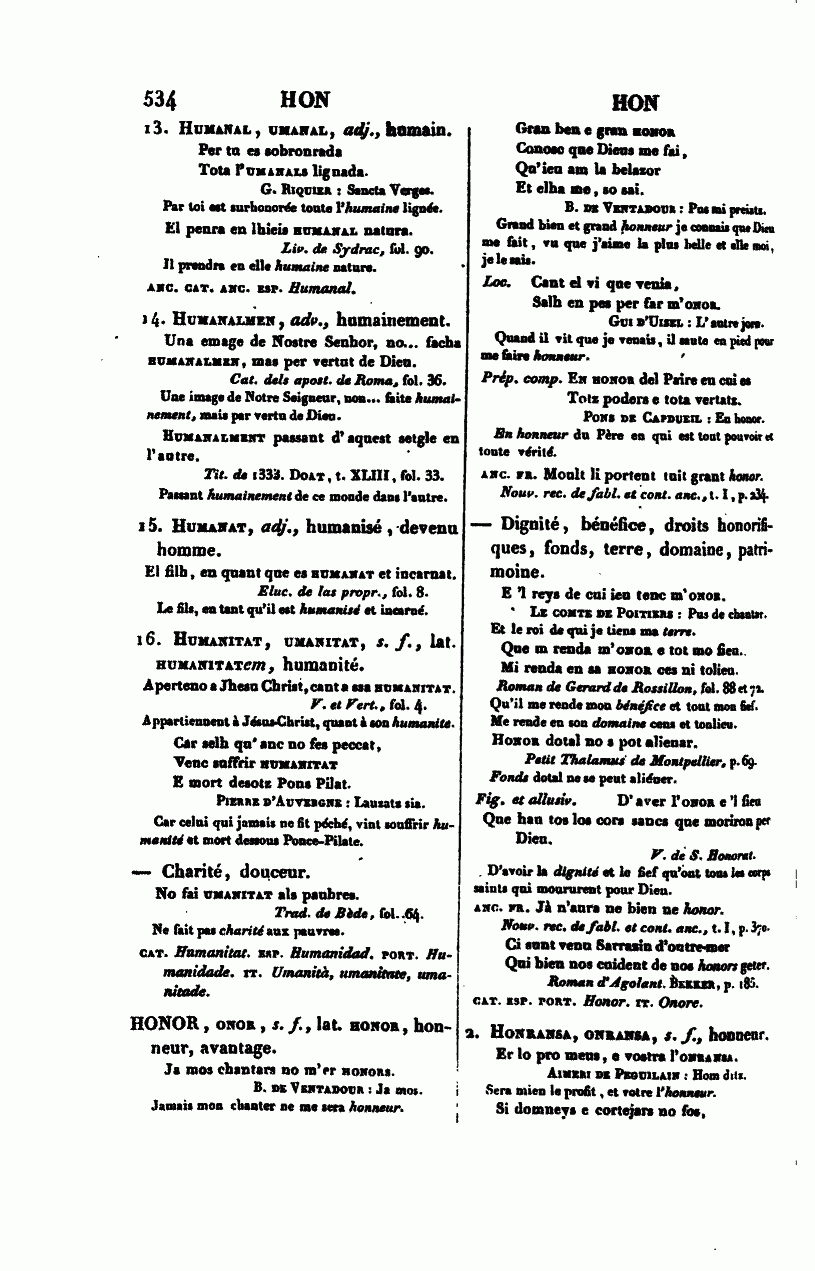 534 HON
13. HUMANAL, UMANAL, adj., humain.
Per tu es sobronrada
Tota l'UMANALS lignada.
G. RIQUIER : Sancta Verges.
Par toi est surhonorée toute l'humaine lignée.
El penra en lhieis HUMANAL natura.
Liv. de Sydrac, fol. 90.
Il prendra en elle humaine nature.
ANC. CAT. ANC. ESP. Humanal.
14. HUMANALMEN, adv., humainement.
Una emage de Nostre Senhor, no... facha
HUMANALMEN, mas per vertut de Dieu.
Cat. dels apost. de Roma, fol. 36.
Une image de Notre Seigneur, non... faite humai-
nement, mais par vertu de Dieu.
HUMANALMENT passant d'aquest setgle en
l'autre.
Tit. de 1333. DOAT, t. XLIII, fol. 33.
Passant humainement de ce monde dans l'autre.
15. HUMANAT, adj., humanisé, devenu
homme.
El filh, en quant que es HUMANAT et incarnat.
Eluc. de las propr., fol. 8.
Le fils, en tant qu'il est humanisé et incarné.
16. HUMANITAT, UMANITAT, s. f., lat.
HUMANITATem, humanité.
Aperteno a Jhesu Christ, cant a ssa HUMANITAT.
V. et Vert., fol. 4.
Appartiennent à Jésus-Christ, quant à son humanité.
Car selh qu'anc no fes peccat,
Venc suffrir HUMANITAT
E mort desotz Pons Pilat.
PIERRE D'AUVERGNE : Lauzats sia.
Car celui qui jamais ne fit péché, vint souffrir hu-
manité et mort dessous Ponce-Pilate.
— Charité, douceur.
No fai UMANITAT als paubres.
Trad. de Bède, fol. 64.
Ne fait pas charité aux pauvres.
CAT. Humanitat. ESP. Humanidad. PORT. Hu-
manidade. IT. Umanità, umanitate, uma-
nitade.
HONOR, ONOR, s. f., lat. HONOR, hon-
neur, avantage.
Ja mos chantars no m'er HONORS.
B. DE VENTADOUR : Ja mos.
Jamais mon chanter ne me sera honneur.
HON
Gran ben e gran HONOR
Conosc que Dieus me fai,
Qu'ieu am la belazor
Et elha me, so sai.
B. DE VENTADOUR : Pus mi preiatz.
Grand bien et grand honneur je connais que Dieu
me fait, vu que j'aime la plus belle et elle moi,
je le sais.
Loc. Cant el vi que venia,
Salh en pes per far m'ONOR.
GUI D'UISEL : L'autre jorn.
Quand il vit que je venais, il saute en pied pour
me faire honneur.
Prép. comp. EN HONOR del Paire en cui es
Totz poders e tota vertatz.
PONS DE CAPDUEIL : En honor.
En honneur du Père en qui est tout pouvoir et
toute vérité.
ANC. FR. Moult li portent tuit grant honor.
Nouv. rec. de fabl. et cont. anc., t. I, p. 234.
— Dignité, bénéfice, droits honorifi-
ques, fonds, terre, domaine, patri-
moine.
E 'l reys de cui ieu tenc m'ONOR.
LE COMTE DE POITIERS : Pus de chantar.
Et le roi de qui je tiens ma terre.
Que m renda m'ONOR e tot mo fieu.
Mi renda en sa HONOR ces ni tolieu.
Roman de Gerard de Rossillon, fol. 88 et 72.
Qu'il me rende mon bénéfice et tout mon fief.
Me rende en son domaine cens et tonlieu.
HONOR dotal no s pot alienar.
Petit Thalamus de Montpellier, p. 69.
Fonds dotal ne se peut aliéner.
Fig. et allusiv. D'aver l'ONOR e 'l fieu
Que han tos los cors sancs que moriron per
Dieu.
V. de S. Honorat.
D'avoir la dignité et le fief qu'ont tous les corps
saints qui moururent pour Dieu.
ANC. FR. Jà n'aura ne bien ne honor.
Nouv. rec. de fabl. et cont. anc., t. I, p. 370.
Ci sunt venu Sarrasin d'outre-mer
Qui bien nos cuident de nos honors geter.
Roman d'Agolant. BEKKER, p. 185.
CAT. ESP. PORT. Honor. IT. Onore.
2. HONRANSA, ONRANSA, s. f., honneur.
Er lo pro meus, e vostra l'ONRANSA.
AIMERI DE PEGUILAIN : Hom ditz.
Sera mien le profit, et votre l'honneur.
Si domneys e cortejars no fos,